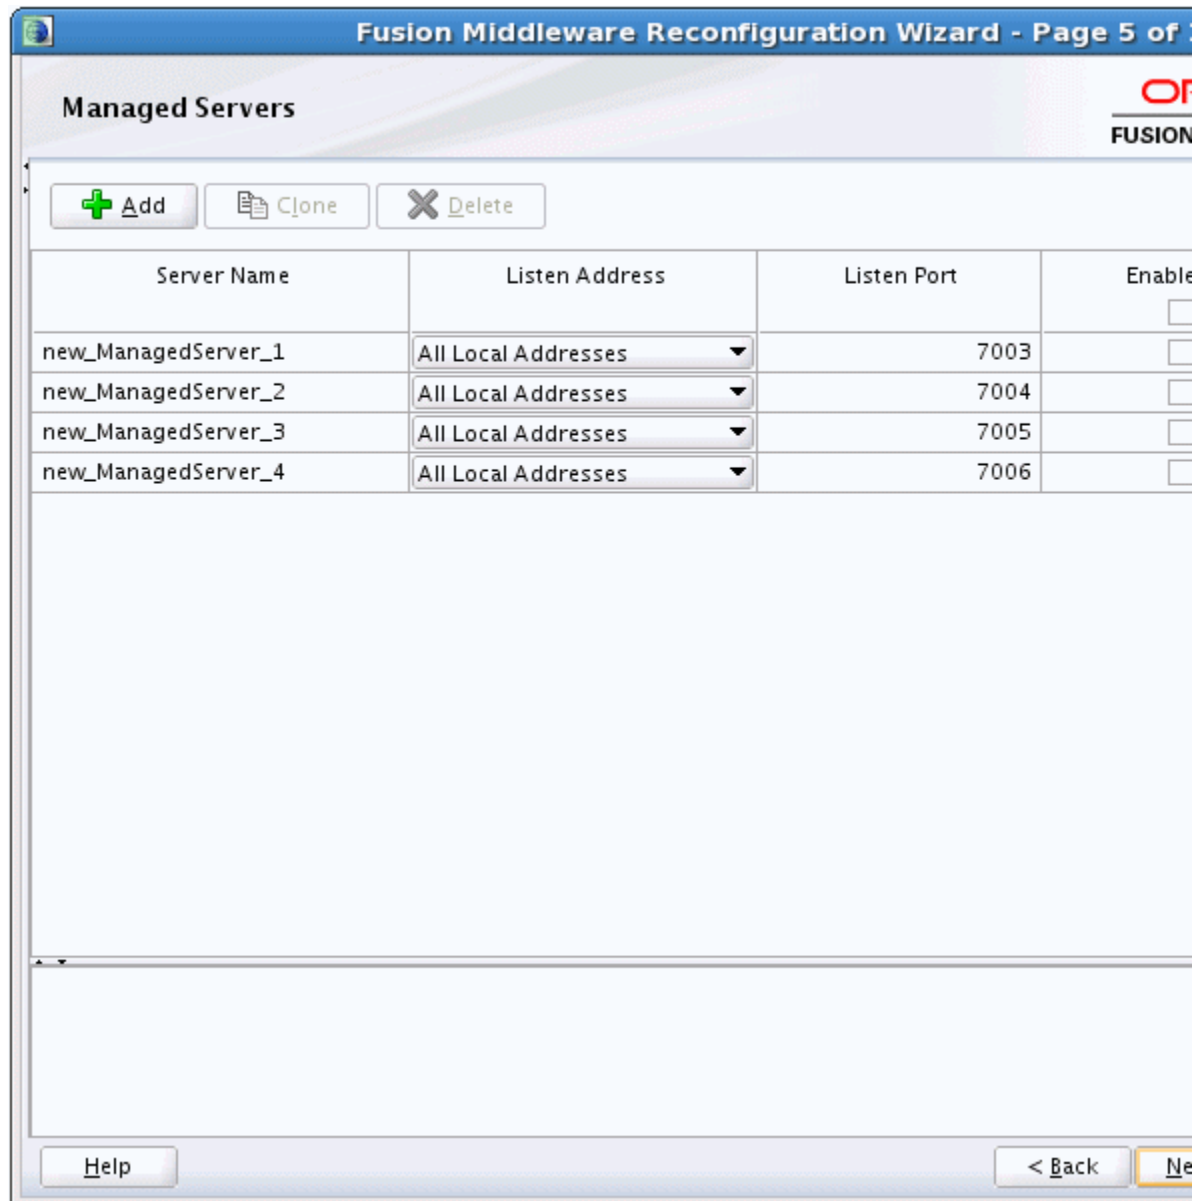 Fusion Middleware Reconfiguration Wizard - Page 5 of
Managed Servers
FUSION
Add Clone Delete
Server Name Listen Address Listen Port Enable
new_ManagedServer_1 All Local Addresses 7003
new_ManagedServer_2 All Local Addresses 7004
new_ManagedServer_3 All Local Addresses 7005
new_ManagedServer_4 All Local Addresses 7006
Help < Back